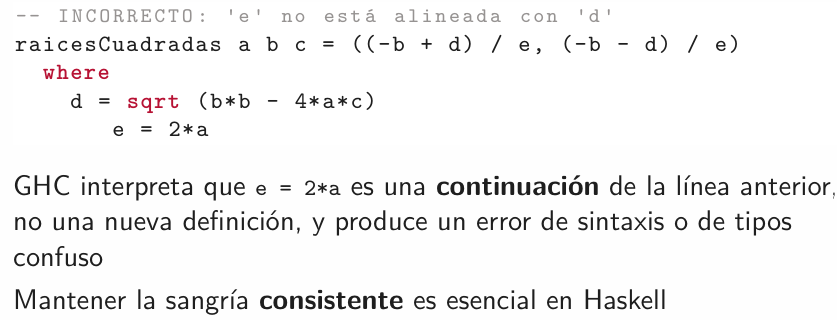 -- INCORRECTO: 'e' no está alineada con 'd'
raicesCuadradas a b c = ((-b + d) / e, (-b - d) / e)
  where
    d = sqrt (b*b - 4*a*c)
       e = 2*a
GHC interpreta que e = 2*a es una continuación de la línea anterior,
no una nueva definición, y produce un error de sintaxis o de tipos
confuso
Mantener la sangría consistente es esencial en Haskell